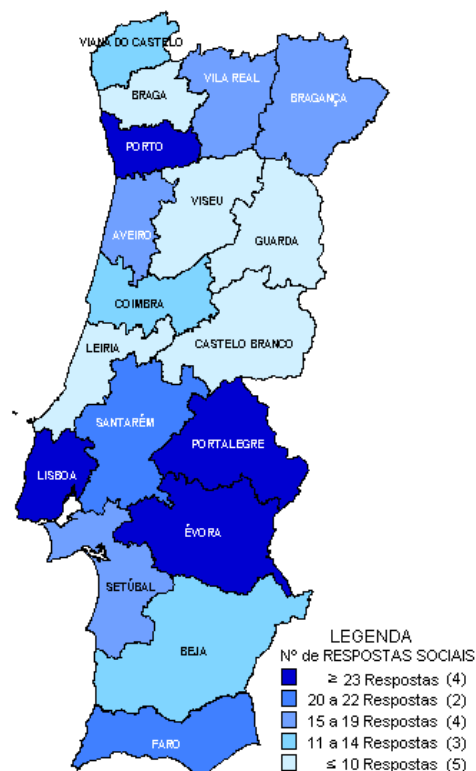 VIANA DO CASTELO
VILA REAL
BRAGANÇA
BRAGA
PORTO
VISEU
AVEIRO
GUARDA
COIMBRA
CASTELO BRANCO
LEIRIA
SANTARÉM
PORTALEGRE
LISBOA
ÉVORA
SETÚBAL
BEJA
FARO
LEGENDA
Nº de RESPOSTAS SOCIAIS
≥ 23 Respostas (4)
20 a 22 Respostas (2)
15 a 19 Respostas (4)
11 a 14 Respostas (3)
≤ 10 Respostas (5)